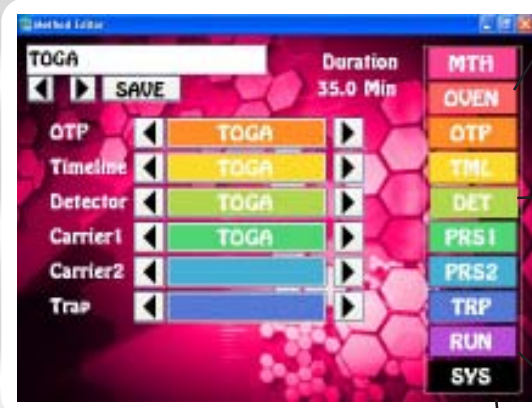 Method Editor
TOGA
Duration
SAVE
35.0 Min
OTP TOGA
Timeline TOGA
Detector TOGA
Carrier1 TOGA
Carrier2
Trap
MTH
OVEN
OTP
TML
DET
PRS1
PRS2
TRP
RUN
SYS